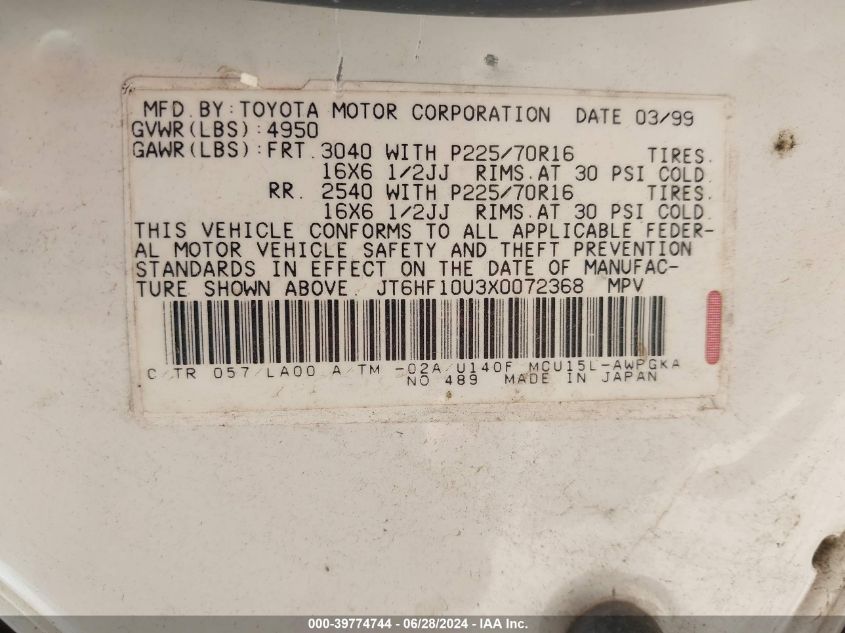 MFD.BY:TOYOTA MOTOR CORPORATION DATE 03/99
GVWR(LBS):4950
GAWR(LBS):FRT.3040 WITH P225/70R16 TIRES.
16X6 1/2JJ RIMS.AT 30 PSI COLD.
RR. 2540 WITH P225/70R16 TIRES.
16X6 1/2JJ RIMS.AT 30 PSI COLD.
THIS VEHICLE CONFORMS TO ALL APPLICABLE FEDER-
AL MOTOR VEHICLE SAFETY AND THEFT PREVENTION
STANDARDS IN EFFECT ON THE DATE OF MANUFAC-
TURE SHOWN ABOVE. JT6HF10U3X0072368 MPV
C/TR 057/LA00 A/TM -02A/U140F MCU15L-AWPGKA
NO 489 MADE IN JAPAN
000-39774744 / 06/28/2024 - IAA Inc.